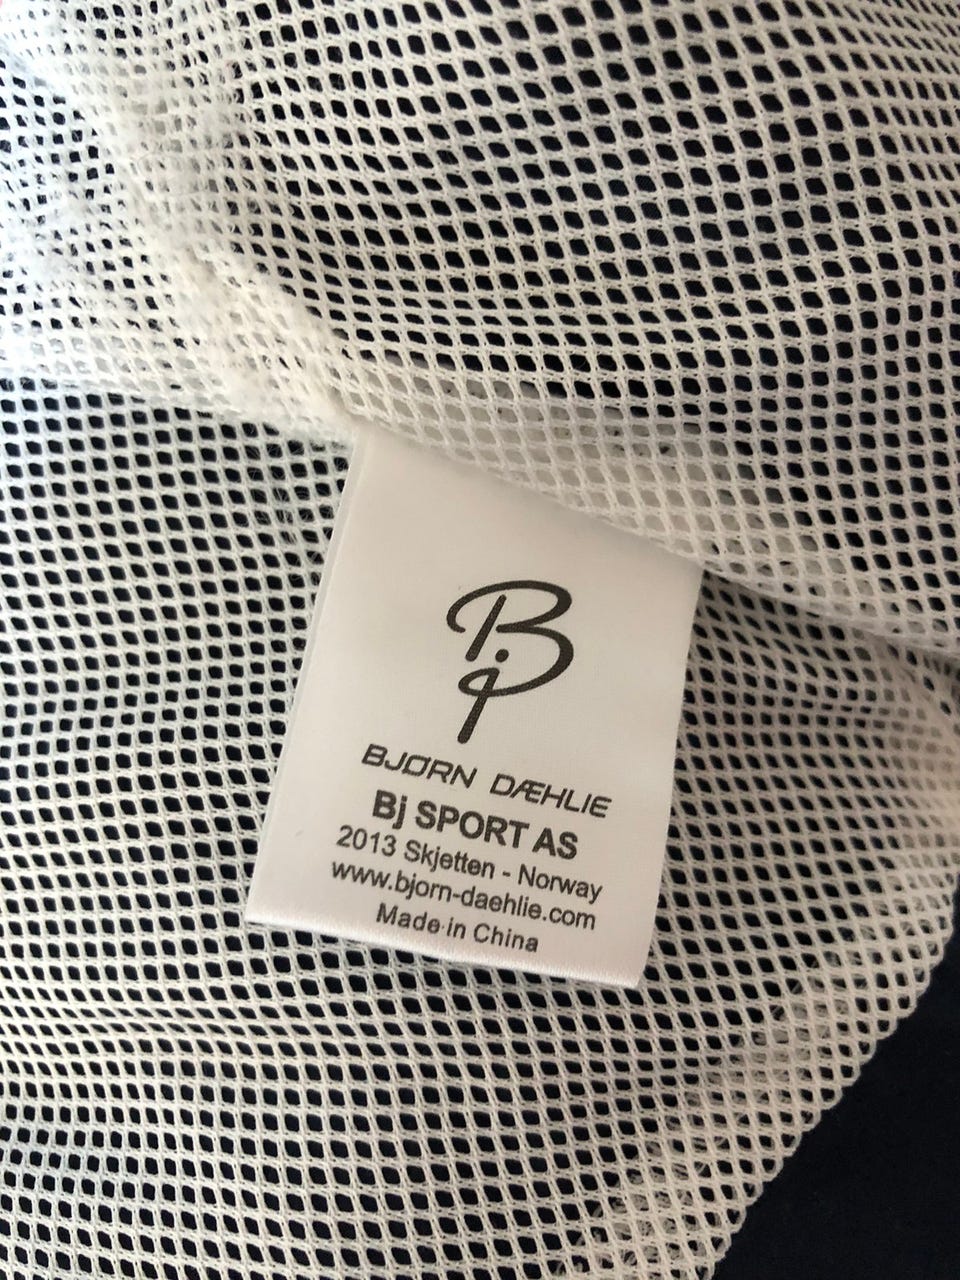 Bj
BJØRN DÆHLIE
Bj SPORT AS
2013 Skjetten - Norway
www.bjorn-daehlie.com
Made in China